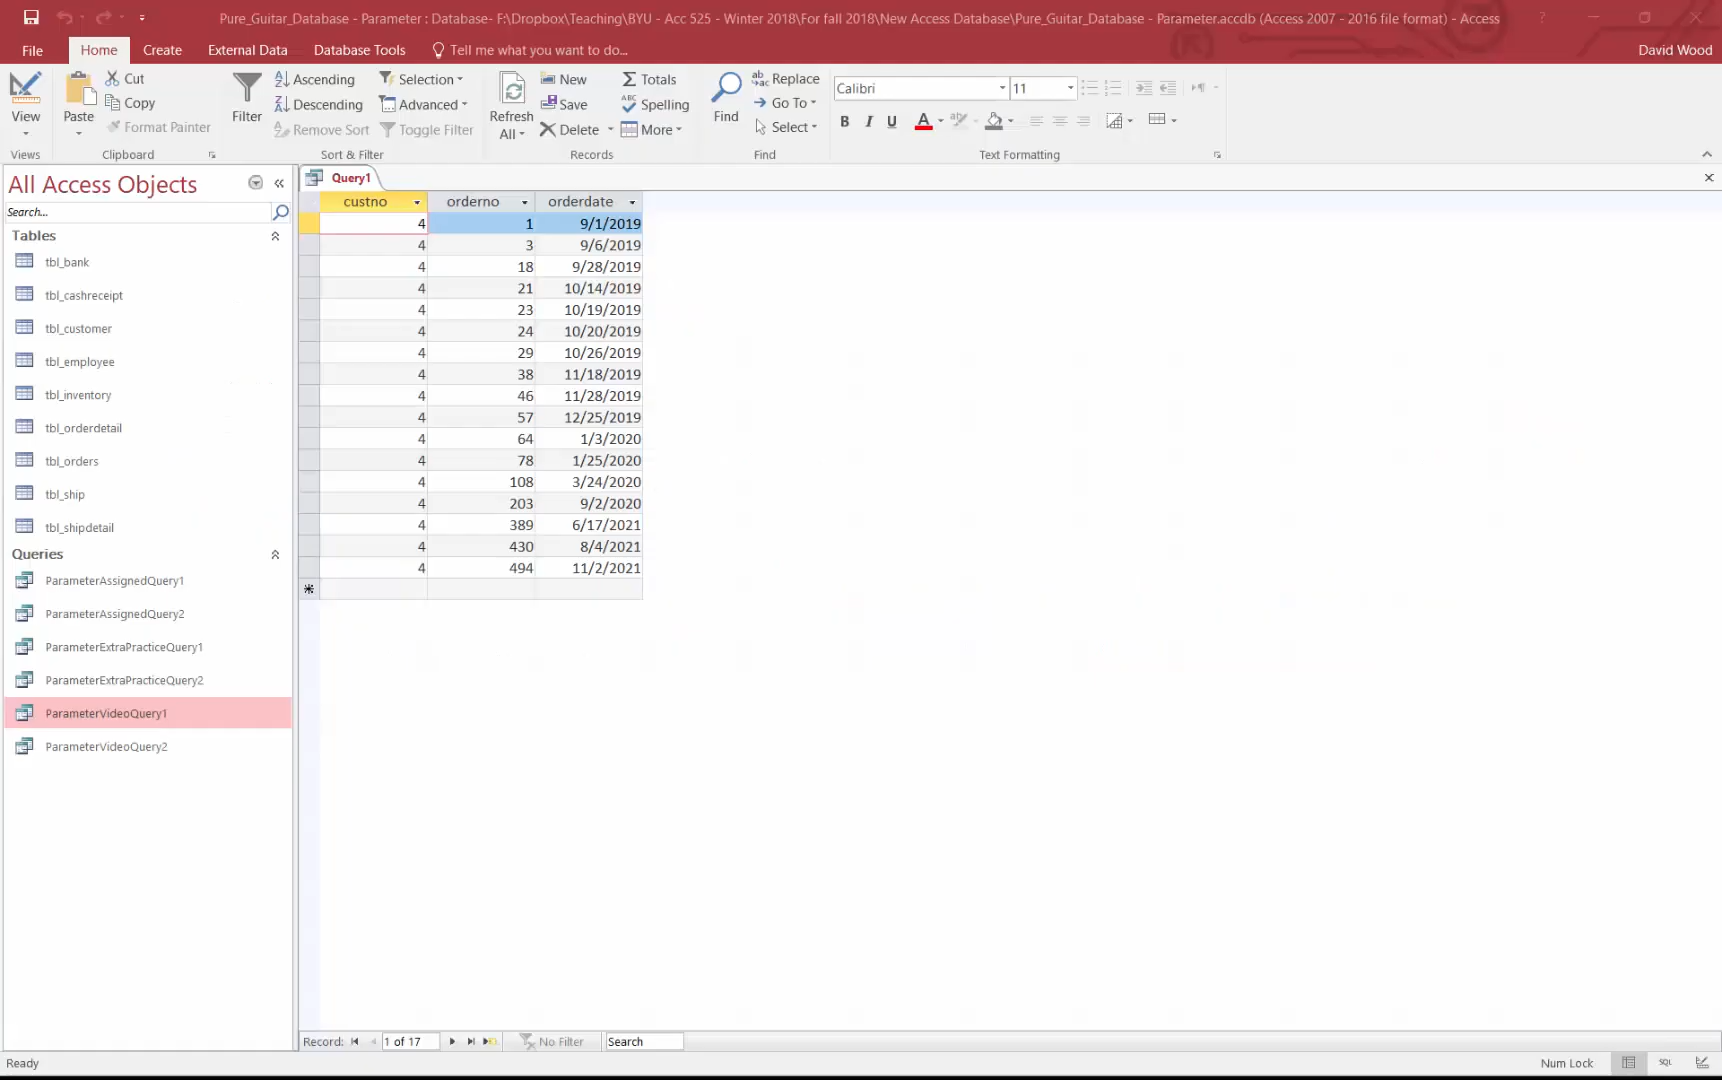 Pure_Guitar_Database - Parameter : Database- F:\Dropbox\Teaching\BYU - Acc 525 - Winter 2018\For fall 2018\New Access Database\Pure_Guitar_Database - Parameter.accdb (Access 2007 - 2016 file format) - Access
File Home Create External Data Database Tools Tell me what you want to do... David Wood
View
Views
Paste
Cut
Copy
Format Painter
Clipboard
Filter
Ascending
Descending
Remove Sort
Selection
Advanced
Toggle Filter
Sort & Filter
Refresh
All
New
Save
Delete
Totals
Spelling
More
Records
Find
Replace
Go To
Select
Find
Calibri 11
B I U A
Text Formatting
All Access Objects
Search...
Tables
tbl_bank
tbl_cashreceipt
tbl_customer
tbl_employee
tbl_inventory
tbl_orderdetail
tbl_orders
tbl_ship
tbl_shipdetail
Queries
ParameterAssignedQuery1
ParameterAssignedQuery2
ParameterExtraPracticeQuery1
ParameterExtraPracticeQuery2
ParameterVideoQuery1
ParameterVideoQuery2
Query1
custno orderno orderdate
4 1 9/1/2019
4 3 9/6/2019
4 18 9/28/2019
4 21 10/14/2019
4 23 10/19/2019
4 24 10/20/2019
4 29 10/26/2019
4 38 11/18/2019
4 46 11/28/2019
4 57 12/25/2019
4 64 1/3/2020
4 78 1/25/2020
4 108 3/24/2020
4 203 9/2/2020
4 389 6/17/2021
4 430 8/4/2021
4 494 11/2/2021
Record: 1 of 17 No Filter Search
Ready Num Lock SQL